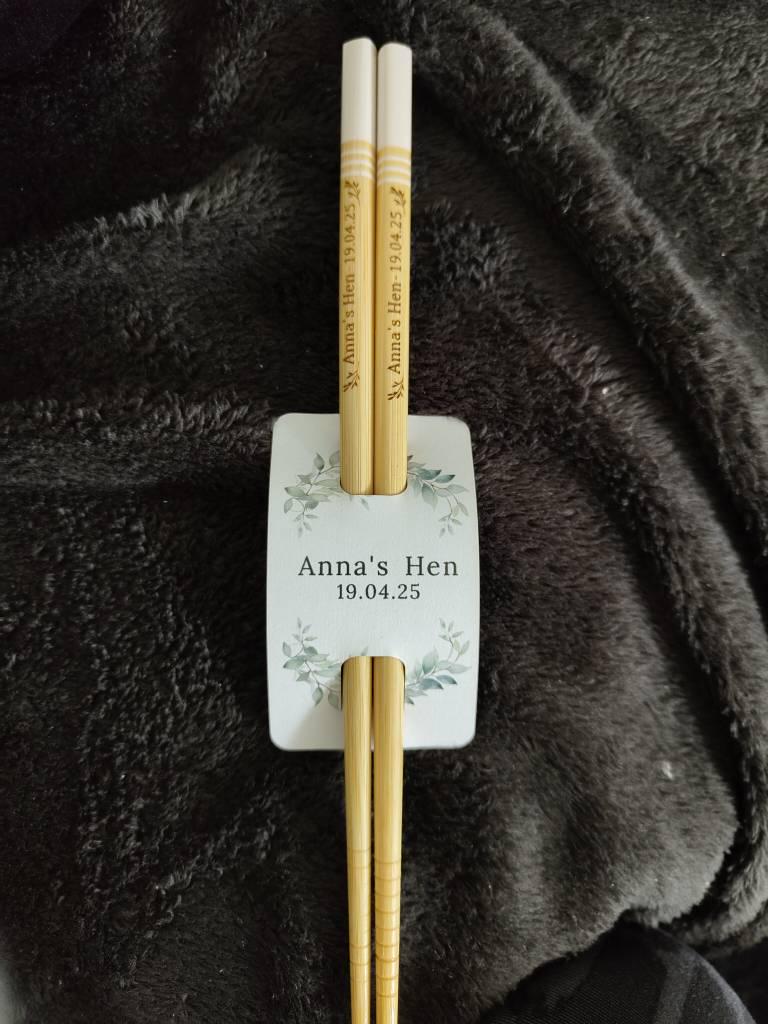 Anna's Hen 19.04.25
Anna's Hen- 19.04.25
Anna's Hen
19.04.25